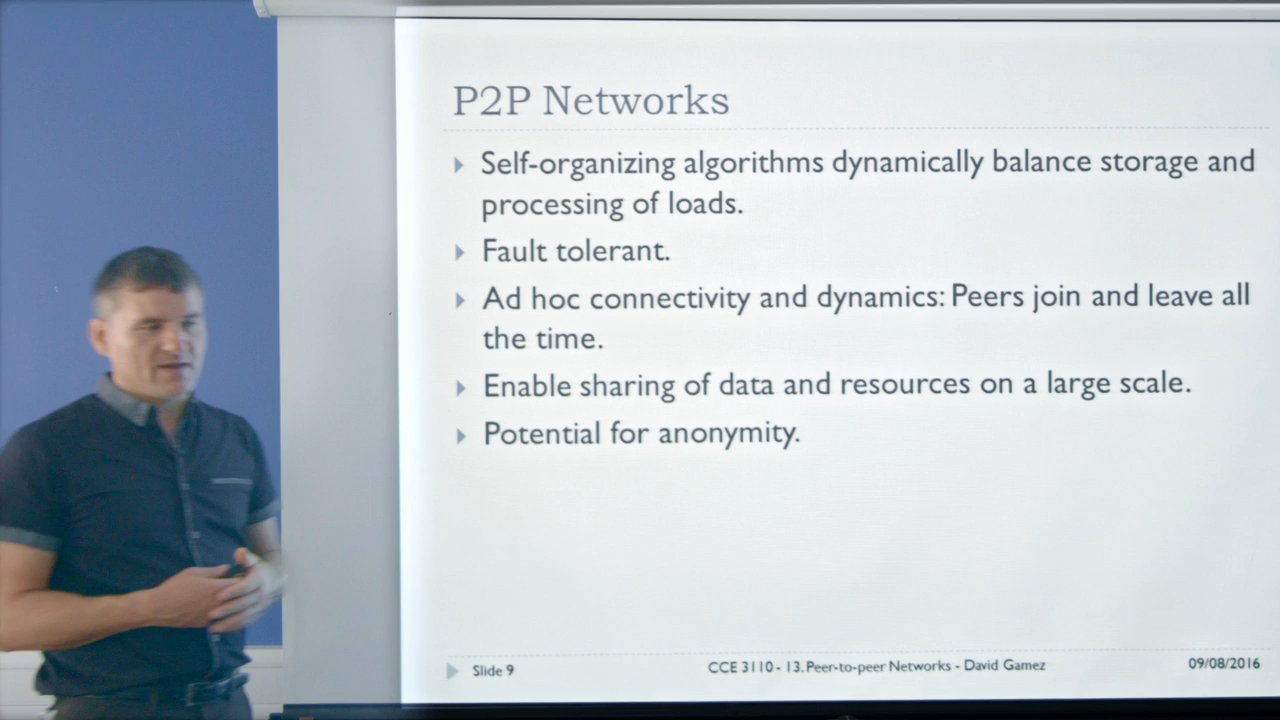 P2P Networks
Self-organizing algorithms dynamically balance storage and
processing of loads.
Fault tolerant.
Ad hoc connectivity and dynamics: Peers join and leave all
the time.
Enable sharing of data and resources on a large scale.
Potential for anonymity.
Slide 9
CCE 3110 - 13. Peer-to-peer Networks - David Gamez
09/08/2016